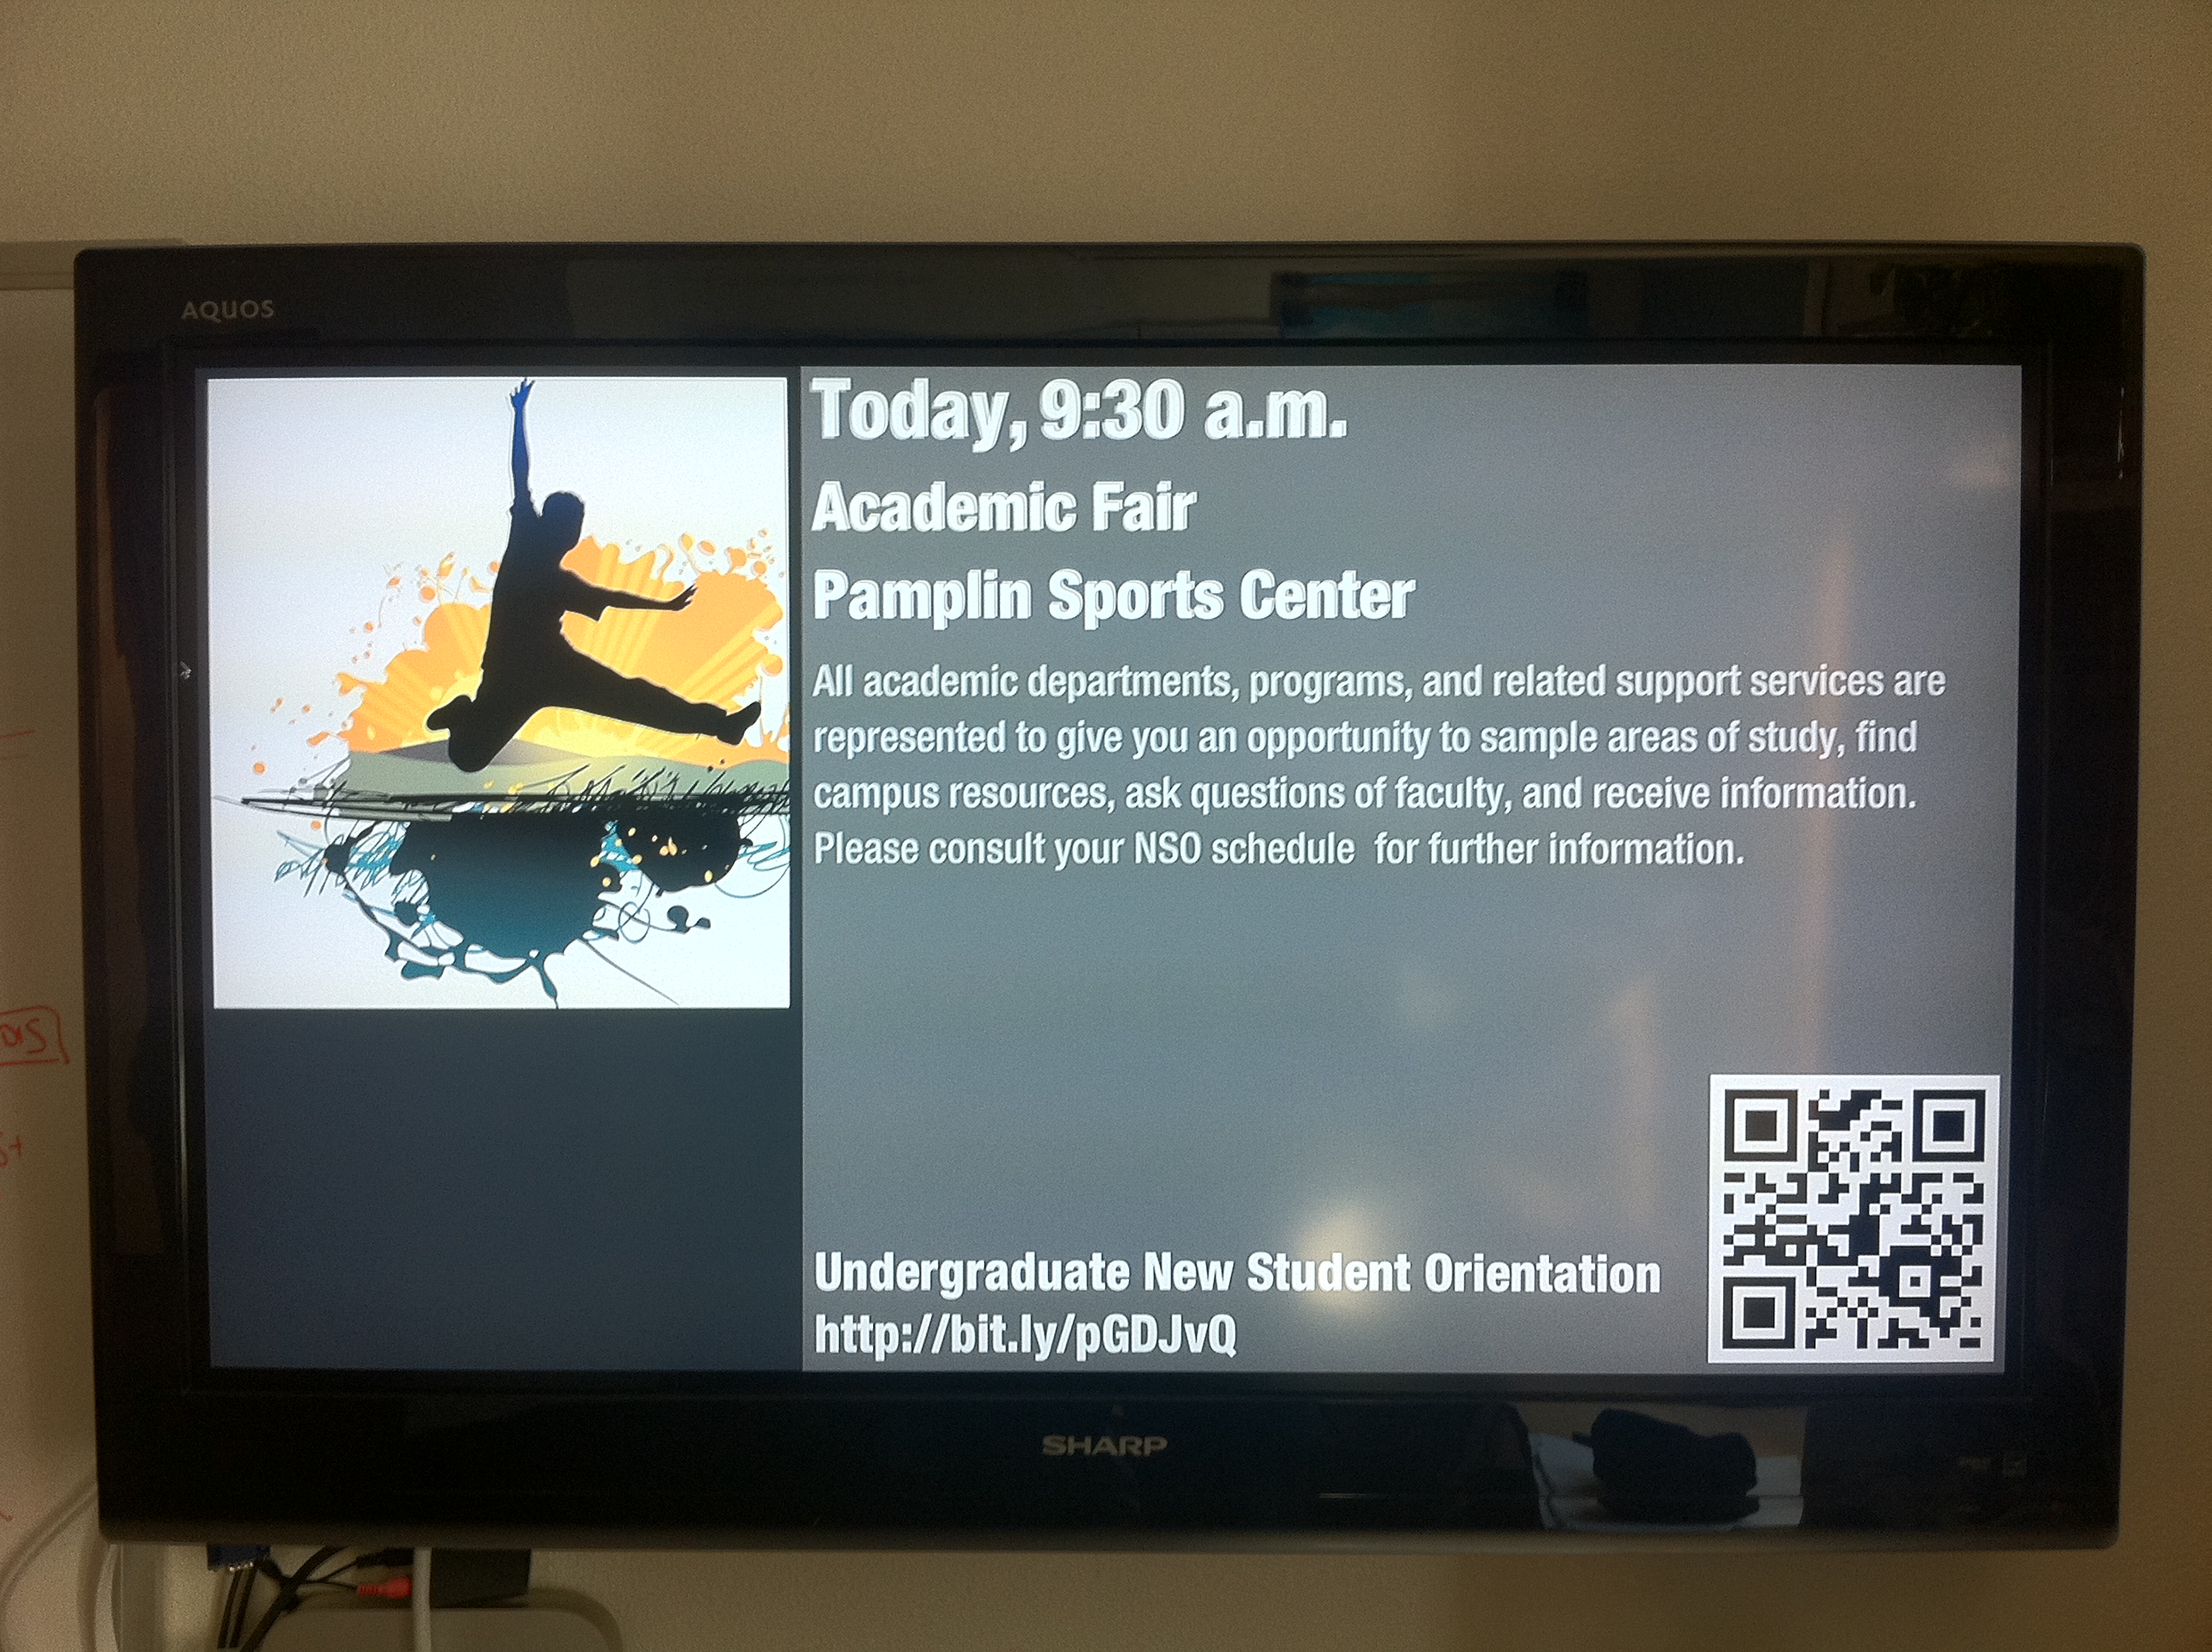 AQUOS
Today, 9:30 a.m.
Academic Fair
Pamplin Sports Center
All academic departments, programs, and related support services are
represented to give you an opportunity to sample areas of study, find
campus resources, ask questions of faculty, and receive information.
Please consult your NSO schedule  for further information.
Undergraduate New Student Orientation
http://bit.ly/pGDJvQ
SHARP